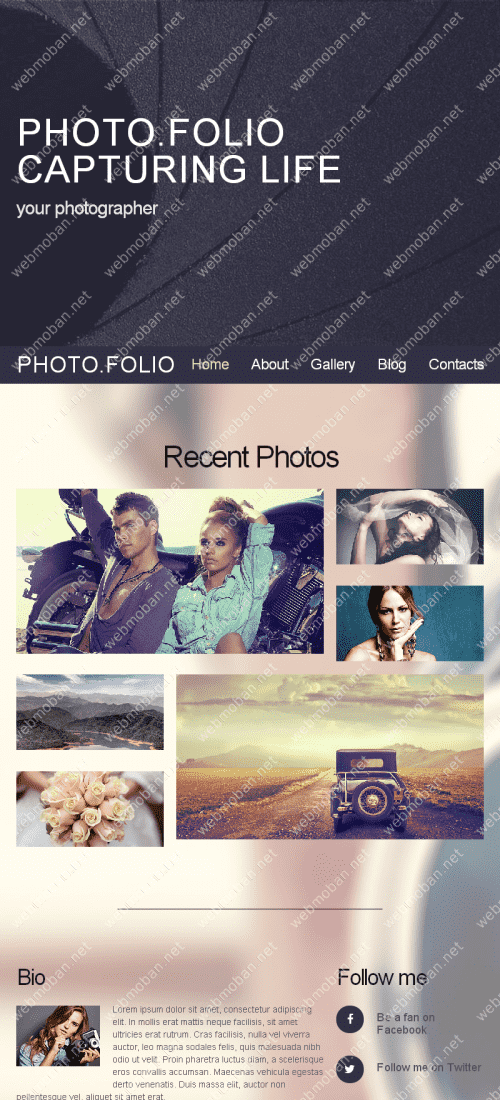 PHOTO.FOLIO
CAPTURING LIFE
your photographer
PHOTO.FOLIO Home About Gallery Blog Contacts
Recent Photos
Bio
Lorem ipsum dolor sit amet, consectetur adipiscing
elit. In mollis erat mattis neque facilisis, sit amet
ultricies erat rutrum. Cras facilisis, nulla vel viverra
auctor, leo magna sodales felis, quis malesuada nibh
odio ut velit. Proin pharetra luctus diam, a scelerisque
eros convallis accumsan. Maecenas vehicula egestas
derto venenatis. Duis massa elit, auctor non
pellentesque vel, aliquet sit amet erat.
Follow me
Be a fan on
Facebook
Follow me on Twitter
webmoban.net